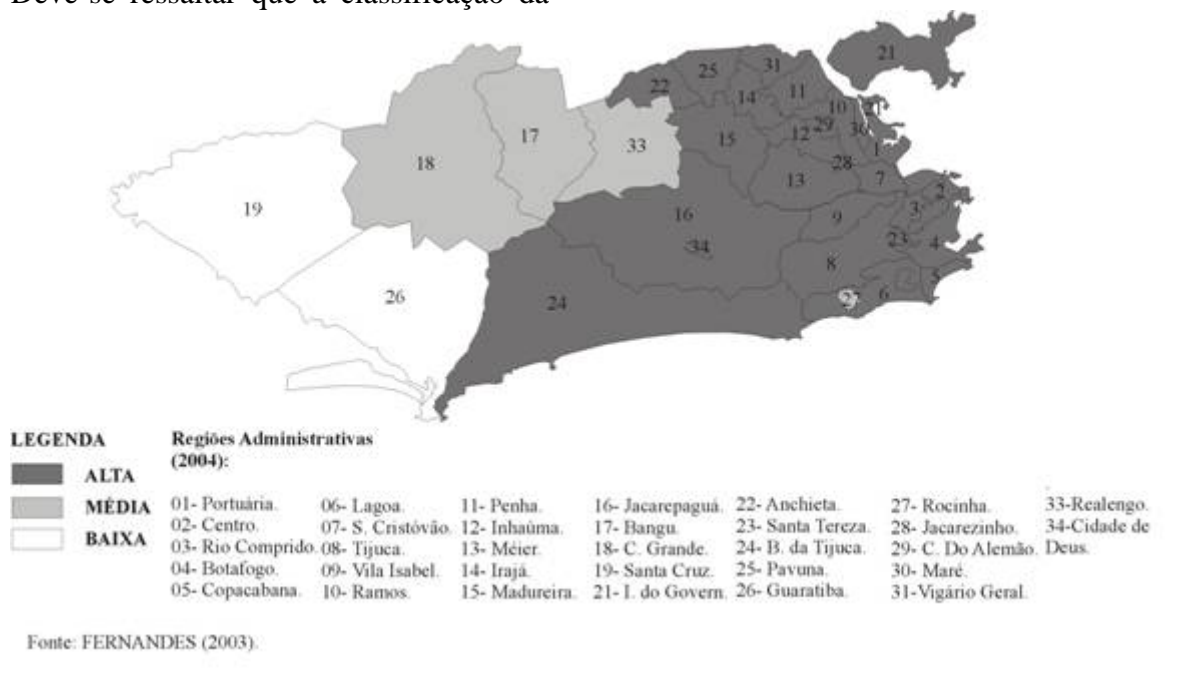 Deve-se ressaltar que a classificação da
21
31
25
22
11
14
10
21
29
12
30
17
15
33
1
18
28
13
7
2
19
16
9
3
34
23
4
8
5
26
24
27
6
LEGENDA
ALTA
MÉDIA
BAIXA
Regiões Administrativas
(2004):
01- Portuária. 06- Lagoa. 11- Penha. 16- Jacarepaguá. 22- Anchieta. 27- Rocinha. 33-Realengo.
02- Centro. 07- S. Cristóvão. 12- Inhaúma. 17- Bangu. 23- Santa Tereza. 28- Jacarezinho. 34-Cidade de
03- Rio Comprido. 08- Tijuca. 13- Méier. 18- C. Grande. 24- B. da Tijuca. 29- C. Do Alemão. Deus.
04- Botafogo. 09- Vila Isabel. 14- Irajá. 19- Santa Cruz. 25- Pavuna. 30- Maré.
05- Copacabana. 10- Ramos. 15- Madureira. 21- I. do Govern. 26- Guaratiba. 31-Vigário Geral.
Fonte: FERNANDES (2003).